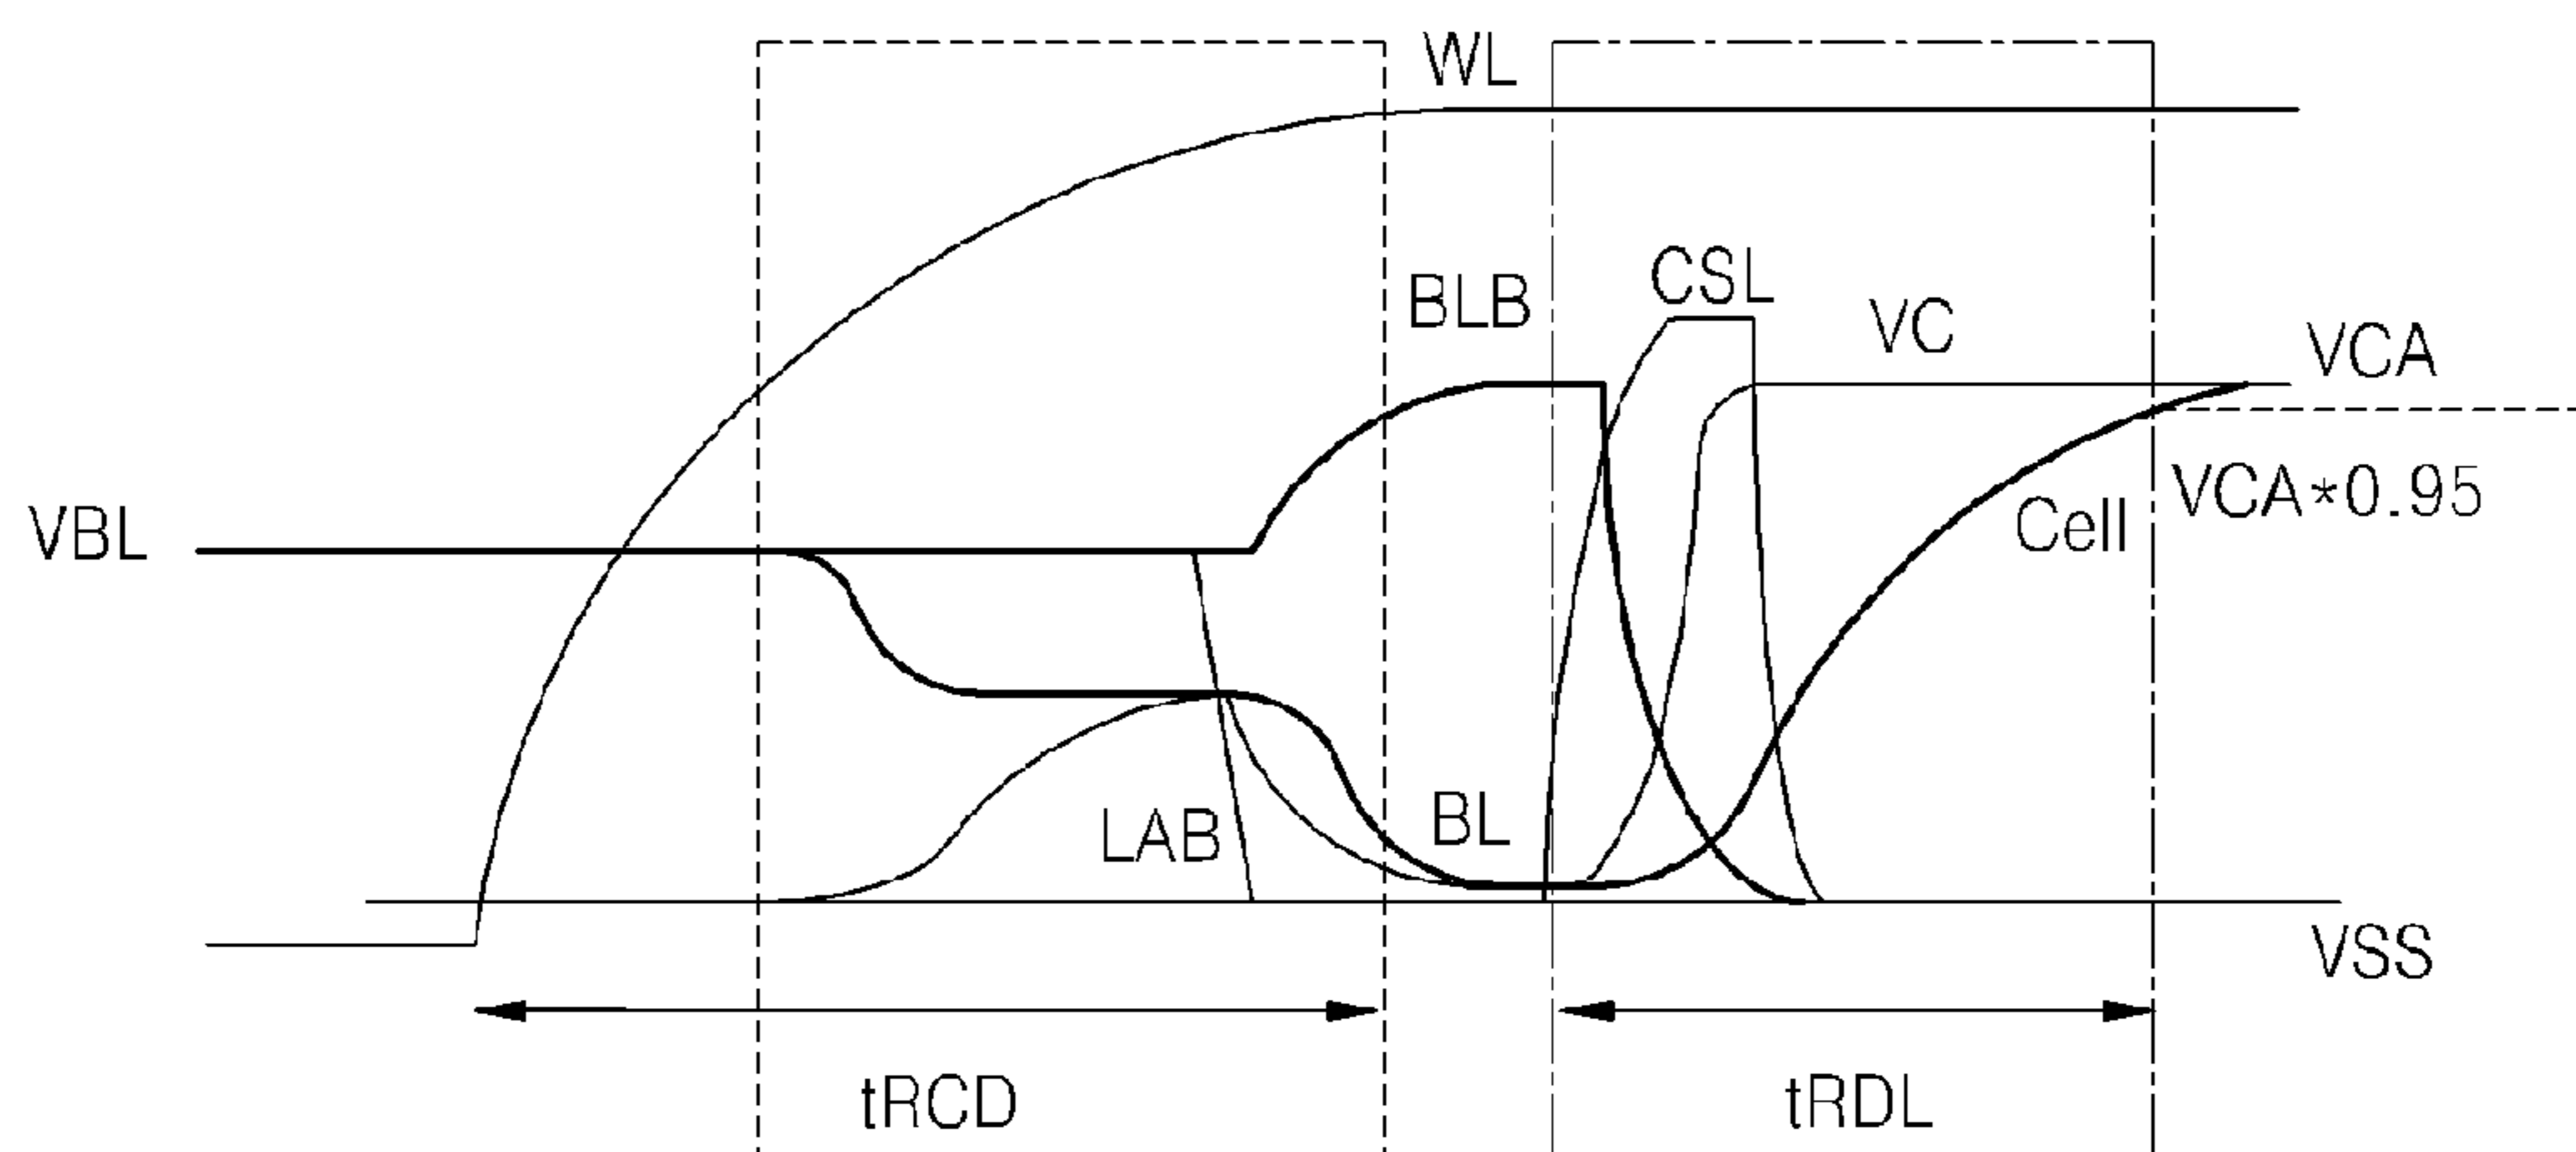 WL
CSL
BLB
VC
VCA
VCA*0.95
VBL
Cell
LAB
BL
VSS
tRCD
tRDL